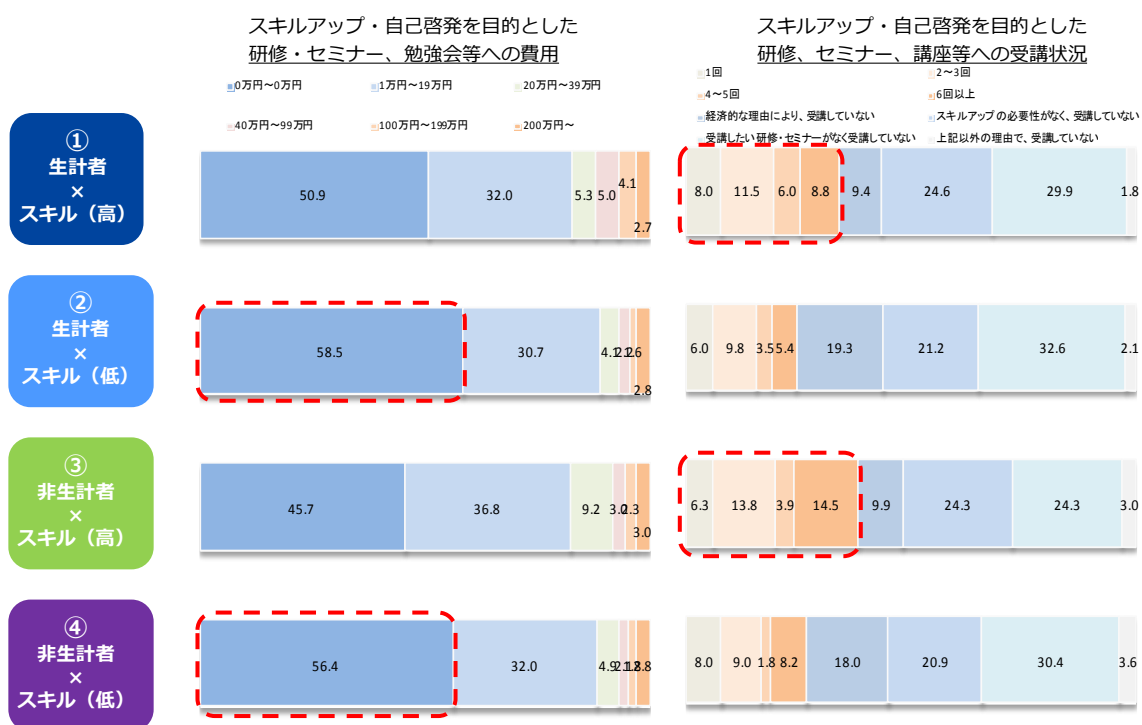 スキルアップ・自己啓発を目的とした
研修・セミナー、勉強会等への費用
0万円～0万円
1万円～19万円
20万円～39万円
40万円～99万円
100万円～199万円
200万円～
スキルアップ・自己啓発を目的とした
研修、セミナー、講座等への受講状況
1回
2～3回
4～5回
6回以上
経済的な理由により、受講していない
スキルアップの必要性がなく、受講していない
受講したい研修・セミナーがなく受講していない
上記以外の理由で、受講していない
①
生計者
×
スキル（高）
50.9
32.0
5.3
5.0
4.1
2.7
8.0
11.5
6.0
8.8
9.4
24.6
29.9
1.8
②
生計者
×
スキル（低）
58.5
30.7
4.1
2.8
6.0
9.8
3.5
5.4
19.3
21.2
32.6
2.1
③
非生計者
×
スキル（高）
45.7
36.8
9.2
3.0
2.3
3.0
6.3
13.8
3.9
14.5
9.9
24.3
24.3
3.0
④
非生計者
×
スキル（低）
56.4
32.0
4.9
2.1
1.8
2.8
8.0
9.0
1.8
8.2
18.0
20.9
30.4
3.6